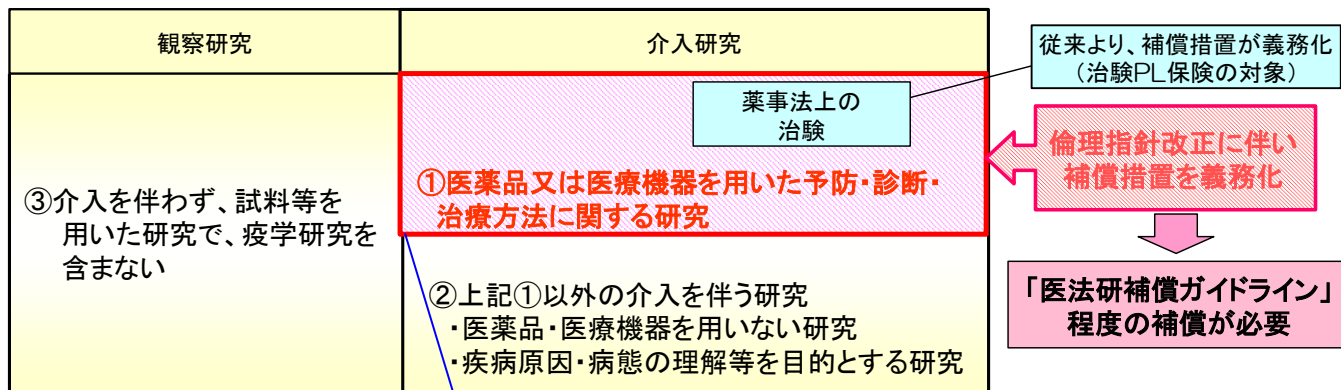 観察研究
介入研究
従来より、補償措置が義務化
（治験PL保険の対象）
薬事法上の
治験
倫理指針改正に伴い
補償措置を義務化
①医薬品又は医療機器を用いた予防・診断・
治療方法に関する研究
③介入を伴わず、試料等を
用いた研究で、疫学研究を
含まない
②上記①以外の介入を伴う研究
・医薬品・医療機器を用いない研究
・疾病原因・病態の理解等を目的とする研究
「医法研補償ガイドライン」
程度の補償が必要